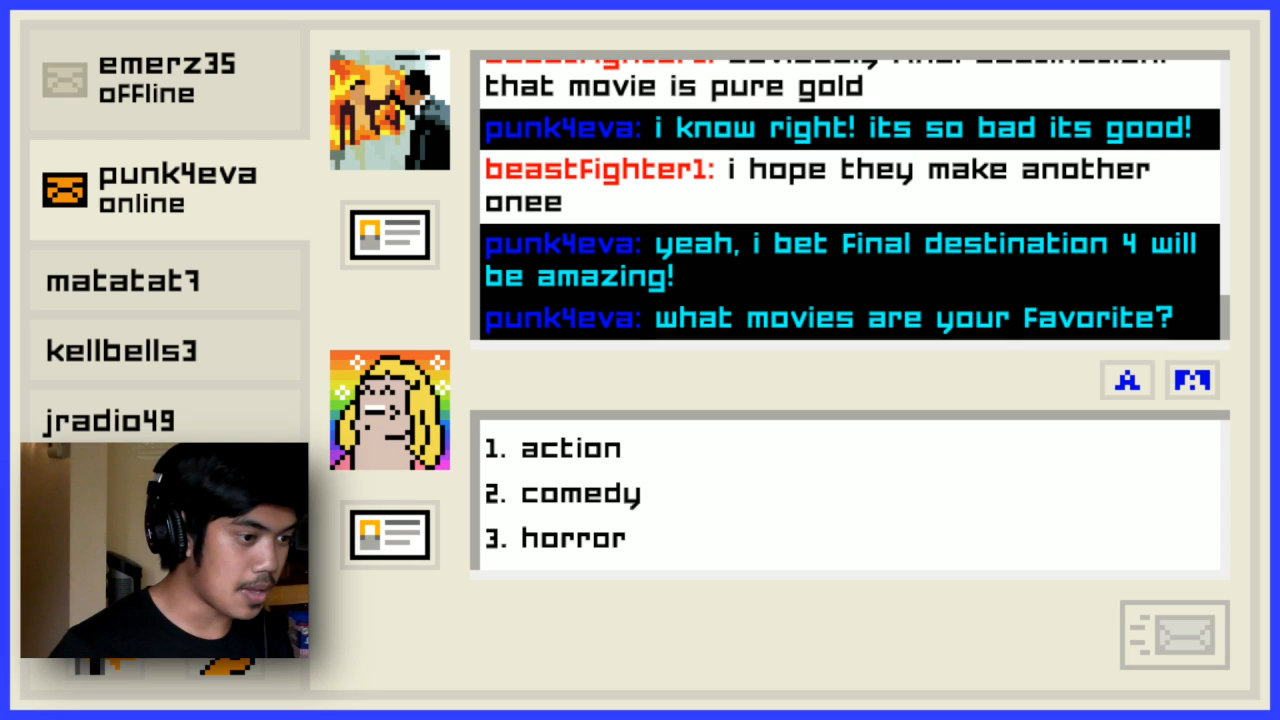 emerz35
offline
punk4eva
online
matatat7
kellbells3
jradio49
that movie is pure gold
punk4eva: i know right! its so bad its good!
beastfighter1: i hope they make another
onee
punk4eva: yeah, i bet final destination 4 will
be amazing!
punk4eva: what movies are your favorite?
A
1. action
2. comedy
3. horror